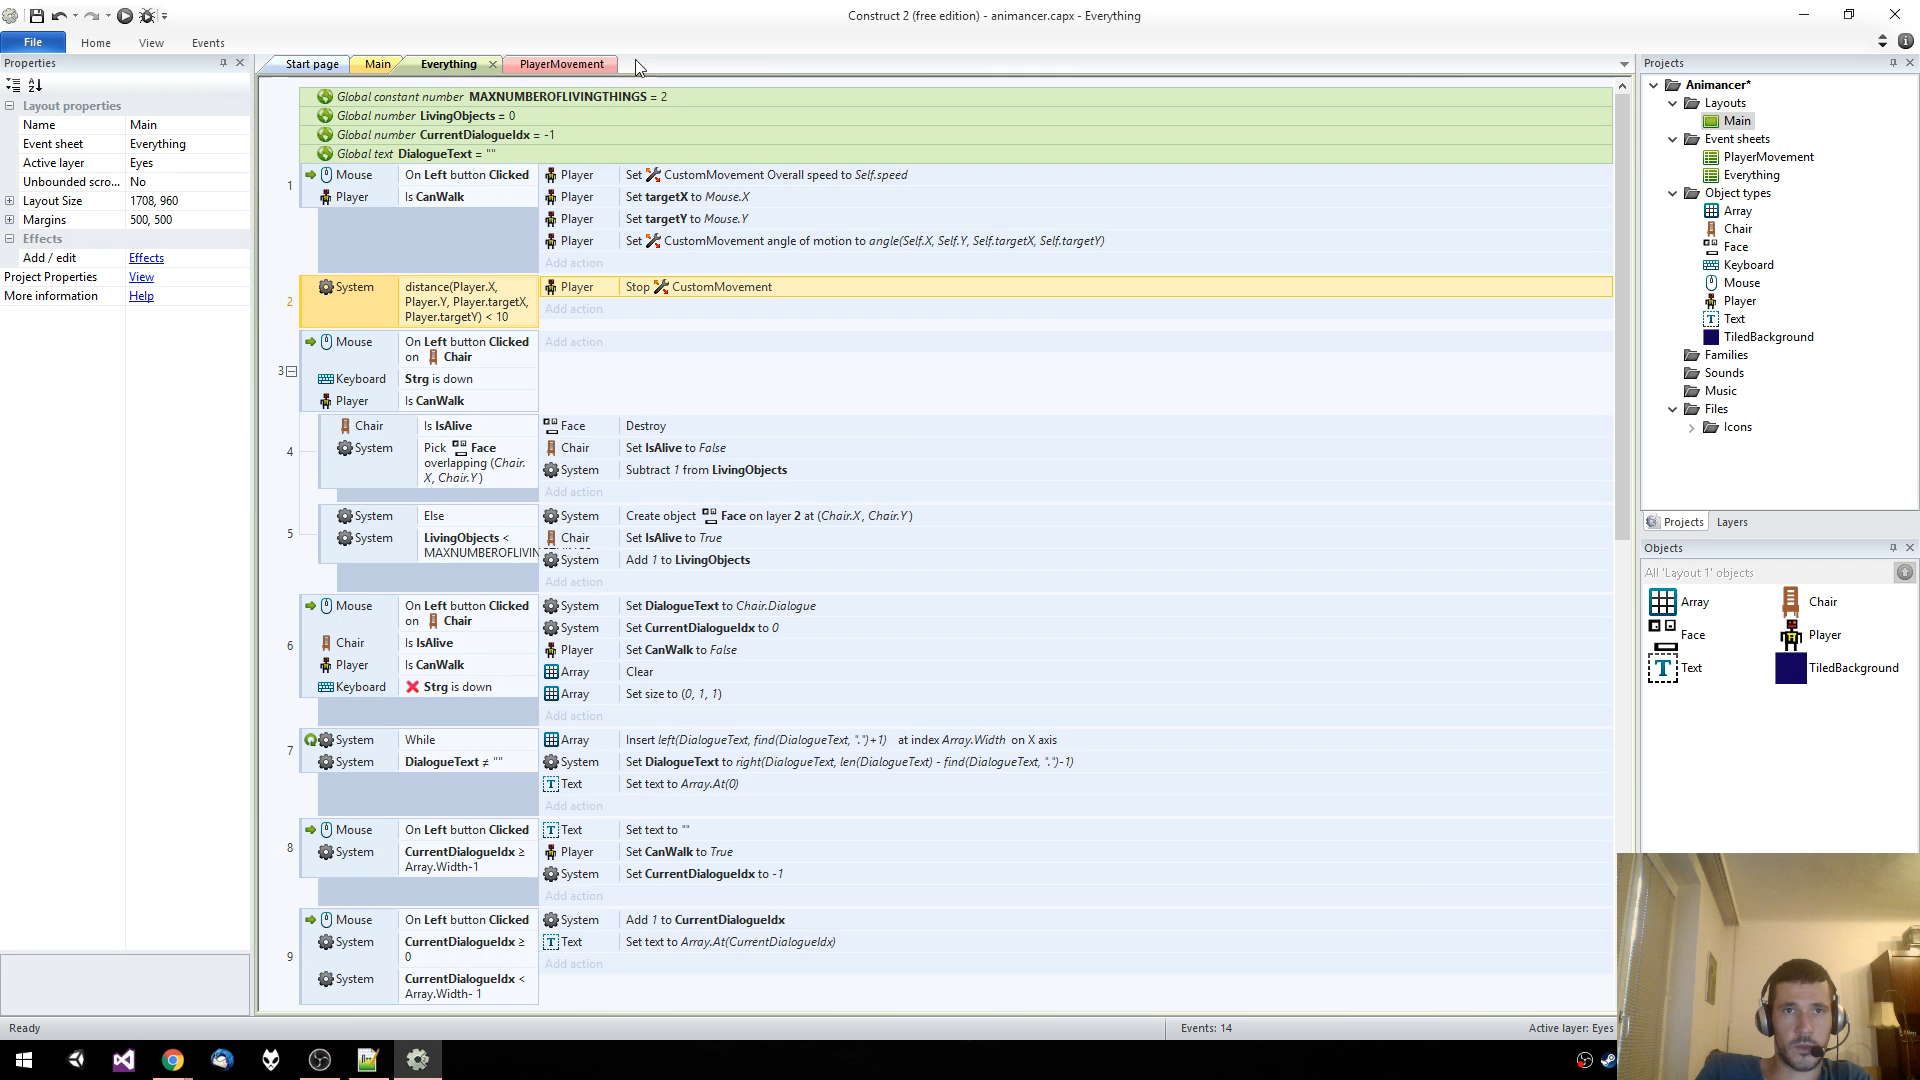 Construct 2 (free edition) - animancer.capx - Everything
File Home View Events
Properties
Layout properties
Name Main
Event sheet Everything
Active layer Eyes
Unbounded scro... No
Layout Size 1708, 960
Margins 500, 500
Effects
Add / edit Effects
Project Properties View
More information Help
Start page Main Everything PlayerMovement
Global constant number MAXNUMBEROFLIVINGTHINGS = 2
Global number LivingObjects = 0
Global number CurrentDialogueIdx = -1
Global text DialogueText = ""
1
Mouse On Left button Clicked
Player Is CanWalk
Player Set CustomMovement Overall speed to Self.speed
Player Set targetX to Mouse.X
Player Set targetY to Mouse.Y
Player Set CustomMovement angle of motion to angle(Self.X, Self.Y, Self.targetX, Self.targetY)
Add action
2
System distance(Player.X,
Player.Y, Player.targetX,
Player.targetY) < 10
Player Stop CustomMovement
Add action
3
Mouse On Left button Clicked
on Chair
Keyboard Strg is down
Player Is CanWalk
Add action
4
Chair Is IsAlive
System Pick Face
overlapping (Chair.
X, Chair.Y)
Face Destroy
Chair Set IsAlive to False
System Subtract 1 from LivingObjects
Add action
5
System Else
System LivingObjects <
MAXNUMBEROFLIVIN
System Create object Face on layer 2 at (Chair.X, Chair.Y)
Chair Set IsAlive to True
System Add 1 to LivingObjects
Add action
6
Mouse On Left button Clicked
on Chair
Chair Is IsAlive
Player Is CanWalk
Keyboard Strg is down
System Set DialogueText to Chair.Dialogue
System Set CurrentDialogueIdx to 0
Player Set CanWalk to False
Array Clear
Array Set size to (0, 1, 1)
Add action
7
System While
System DialogueText ≠ ""
Array Insert left(DialogueText, find(DialogueText, ".")+1) at index Array.Width on X axis
System Set DialogueText to right(DialogueText, len(DialogueText) - find(DialogueText, ".")-1)
Text Set text to Array.At(0)
Add action
8
Mouse On Left button Clicked
System CurrentDialogueIdx ≥
Array.Width-1
Text Set text to ""
Player Set CanWalk to True
System Set CurrentDialogueIdx to -1
Add action
9
Mouse On Left button Clicked
System CurrentDialogueIdx ≥
0
System CurrentDialogueIdx <
Array.Width- 1
System Add 1 to CurrentDialogueIdx
Text Set text to Array.At(CurrentDialogueIdx)
Add action
Projects
Animancer*
Layouts
Main
Event sheets
PlayerMovement
Everything
Object types
Array
Chair
Face
Keyboard
Mouse
Player
Text
TiledBackground
Families
Sounds
Music
Files
Icons
Projects Layers
Objects
All 'Layout 1' objects
Array Chair
Face Player
Text TiledBackground
Ready Events: 14 Active layer: Eyes